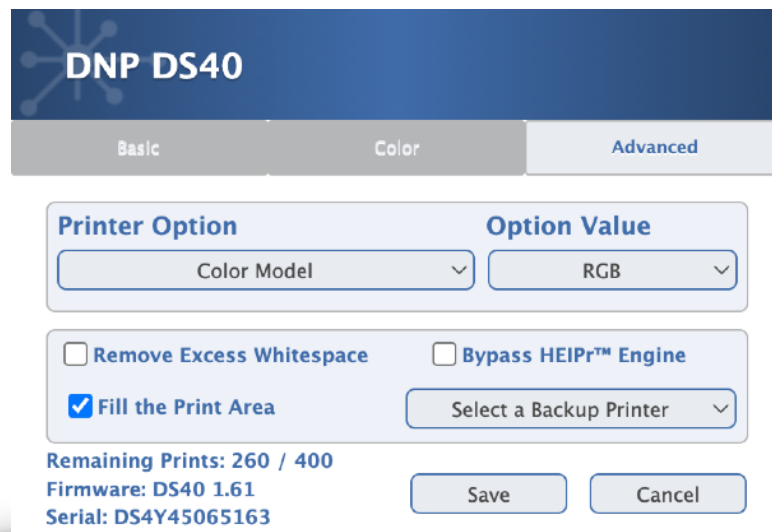 DNP DS40
Basic Color Advanced
Printer Option Option Value
Color Model RGB
Remove Excess Whitespace Bypass HEIPr™ Engine
Fill the Print Area Select a Backup Printer
Remaining Prints: 260 / 400
Firmware: DS40 1.61
Serial: DS4Y45065163
Save Cancel